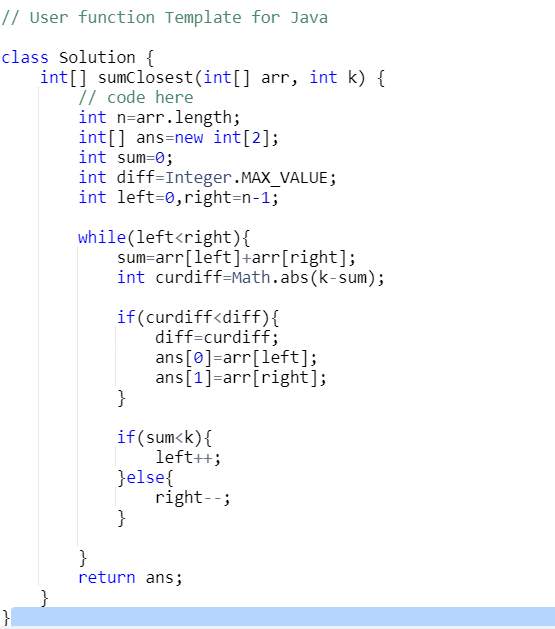 // User function Template for Java

class Solution {
    int[] sumClosest(int[] arr, int k) {
        // code here
        int n=arr.length;
        int[] ans=new int[2];
        int sum=0;
        int diff=Integer.MAX_VALUE;
        int left=0,right=n-1;

        while(left<right){
            sum=arr[left]+arr[right];
            int curdiff=Math.abs(k-sum);

            if(curdiff<diff){
                diff=curdiff;
                ans[0]=arr[left];
                ans[1]=arr[right];
            }

            if(sum<k){
                left++;
            }else{
                right--;
            }

        }
        return ans;
    }
}